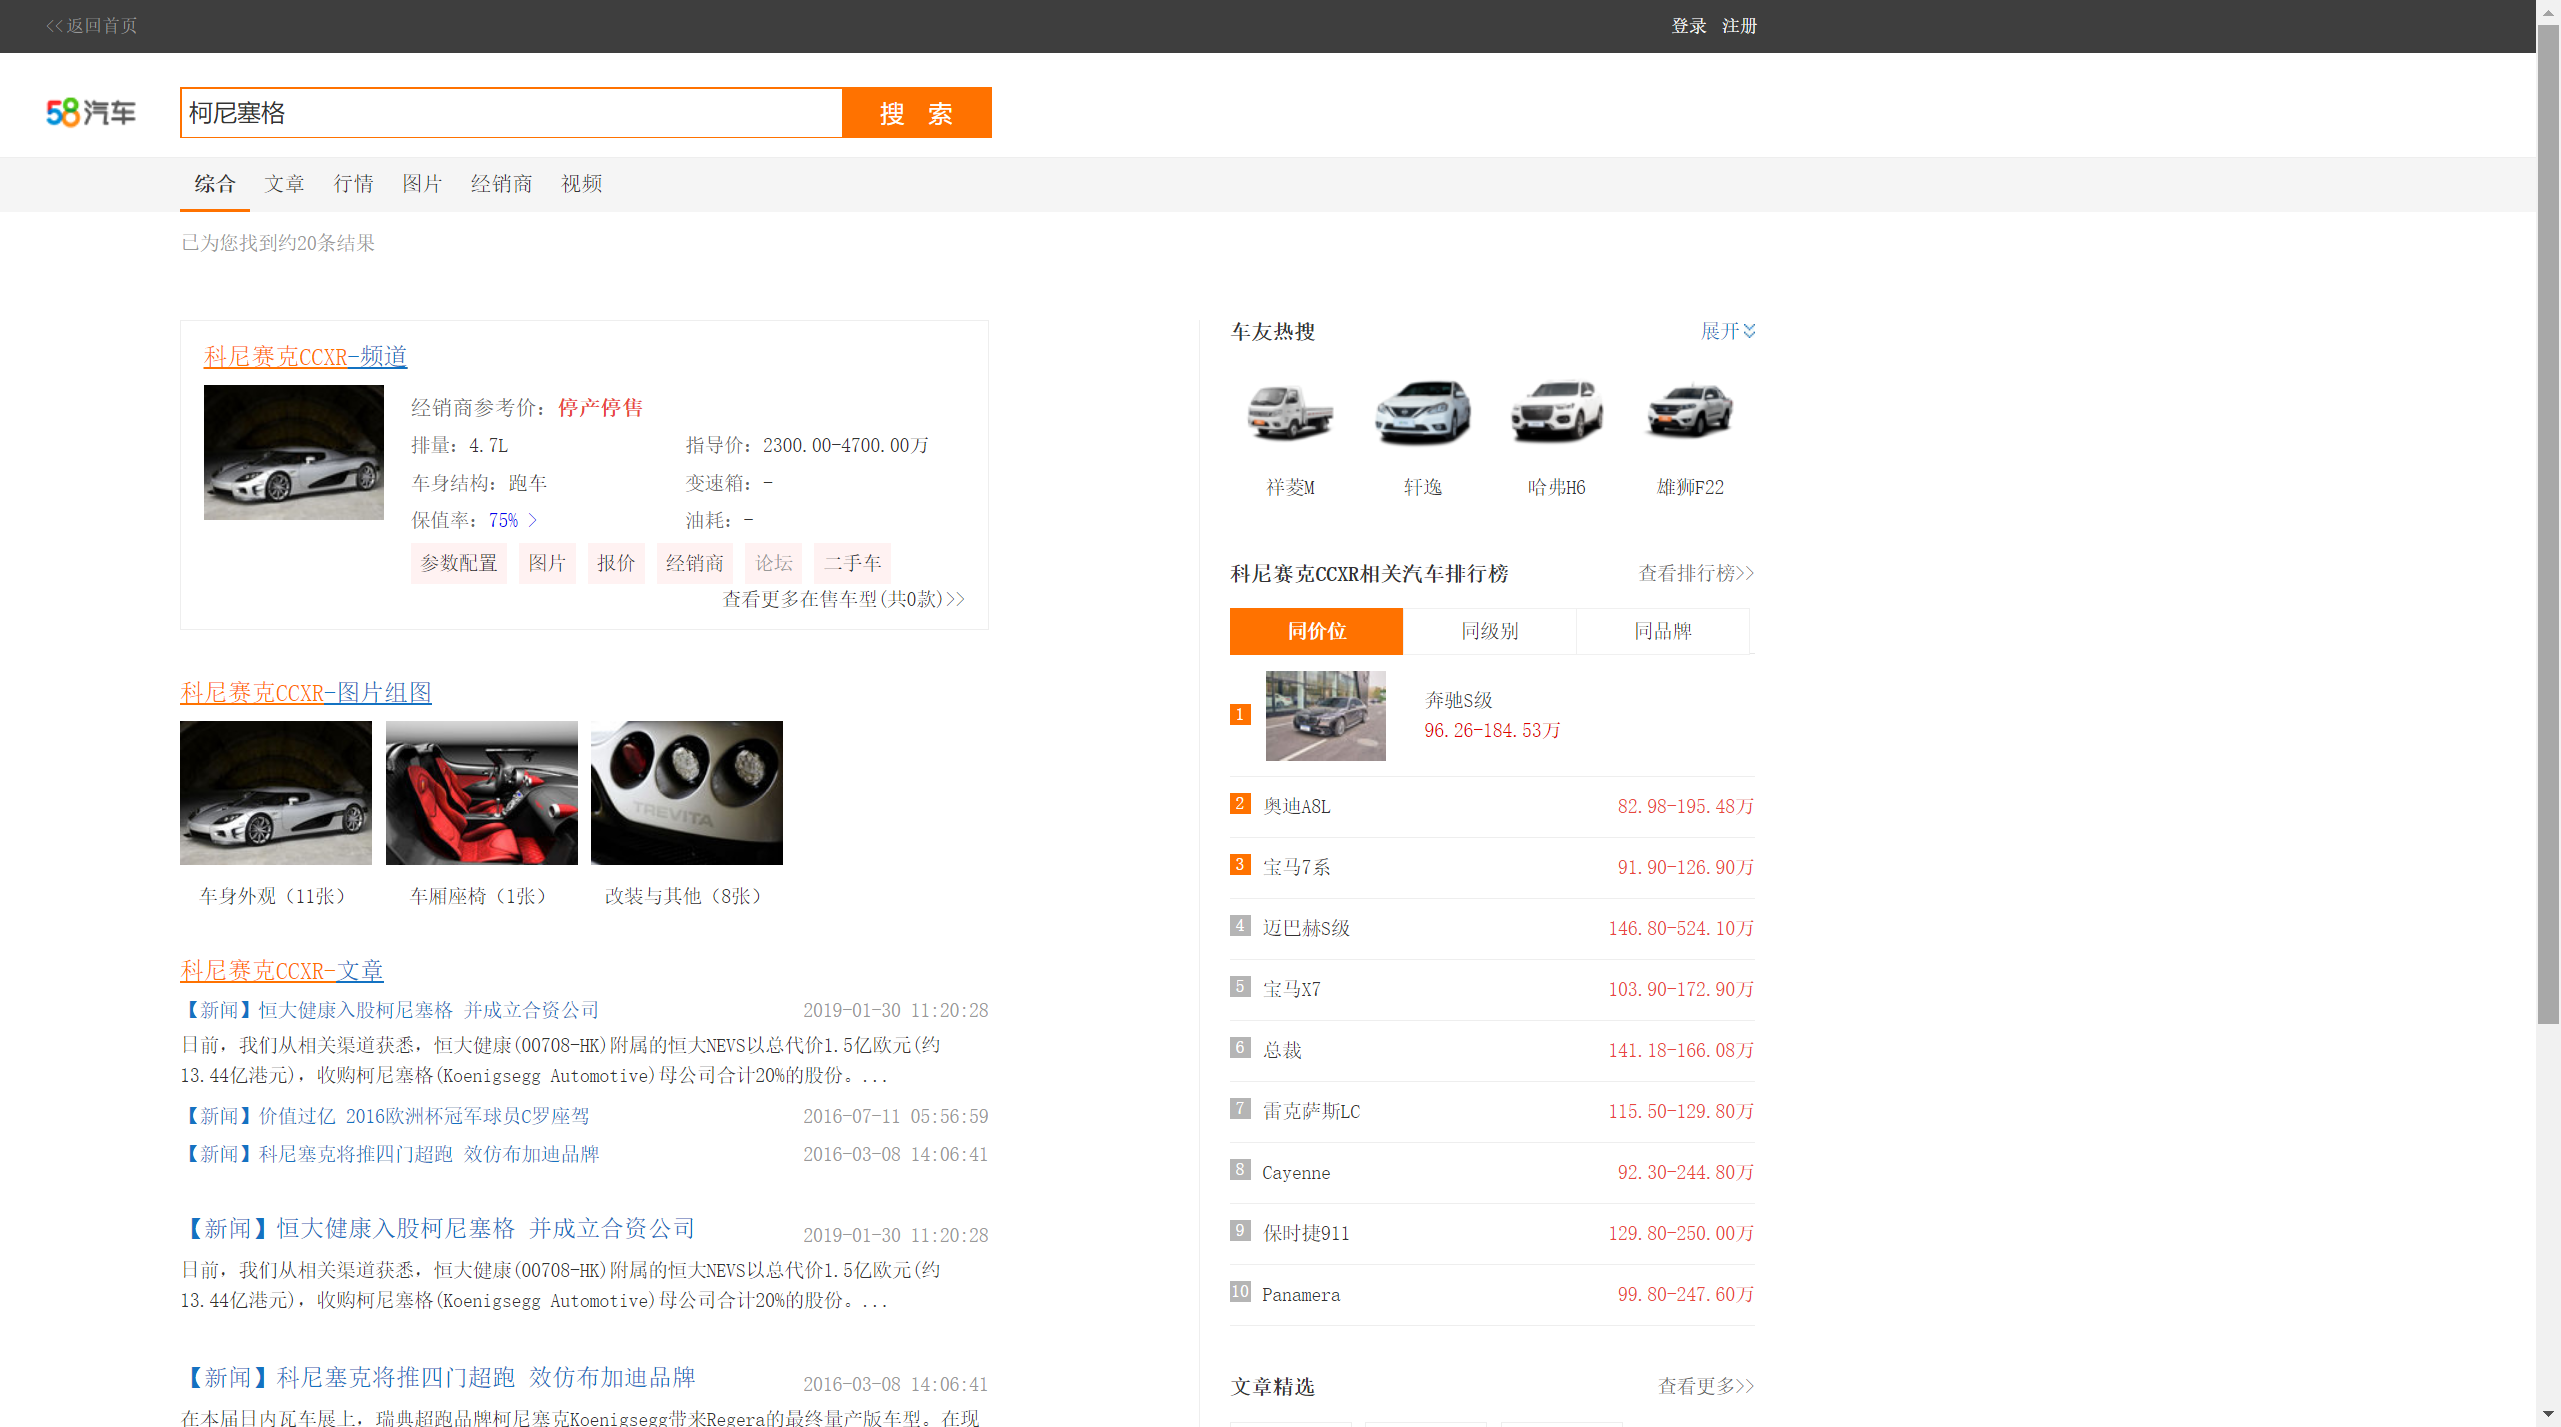 <<返回首页
登录 注册
58汽车
柯尼塞格
搜 索
综合 文章 行情 图片 经销商 视频
已为您找到约20条结果
科尼赛克CCXR-频道
经销商参考价：停产停售
排量：4.7L 指导价：2300.00-4700.00万
车身结构：跑车 变速箱：-
保值率：75% > 油耗：-
参数配置 图片 报价 经销商 论坛 二手车
查看更多在售车型(共0款)>>
科尼赛克CCXR-图片组图
TREVITA
车身外观（11张） 车厢座椅（1张） 改装与其他（8张）
科尼赛克CCXR-文章
【新闻】恒大健康入股柯尼塞格 并成立合资公司 2019-01-30 11:20:28
日前，我们从相关渠道获悉，恒大健康(00708-HK)附属的恒大NEVS以总代价1.5亿欧元(约
13.44亿港元)，收购柯尼塞格(Koenigsegg Automotive)母公司合计20%的股份。...
【新闻】价值过亿 2016欧洲杯冠军球员C罗座驾 2016-07-11 05:56:59
【新闻】科尼塞克将推四门超跑 效仿布加迪品牌 2016-03-08 14:06:41
【新闻】恒大健康入股柯尼塞格 并成立合资公司 2019-01-30 11:20:28
日前，我们从相关渠道获悉，恒大健康(00708-HK)附属的恒大NEVS以总代价1.5亿欧元(约
13.44亿港元)，收购柯尼塞格(Koenigsegg Automotive)母公司合计20%的股份。...
【新闻】科尼塞克将推四门超跑 效仿布加迪品牌 2016-03-08 14:06:41
在本届日内瓦车展上，瑞典超跑品牌柯尼塞克Koenigsegg带来Regera的最终量产版车型。在现
车友热搜 展开
祥菱M 轩逸 哈弗H6 雄狮F22
科尼赛克CCXR相关汽车排行榜 查看排行榜>>
同价位 同级别 同品牌
1 奔驰S级
96.26-184.53万
2 奥迪A8L 82.98-195.48万
3 宝马7系 91.90-126.90万
4 迈巴赫S级 146.80-524.10万
5 宝马X7 103.90-172.90万
6 总裁 141.18-166.08万
7 雷克萨斯LC 115.50-129.80万
8 Cayenne 92.30-244.80万
9 保时捷911 129.80-250.00万
10 Panamera 99.80-247.60万
文章精选 查看更多>>